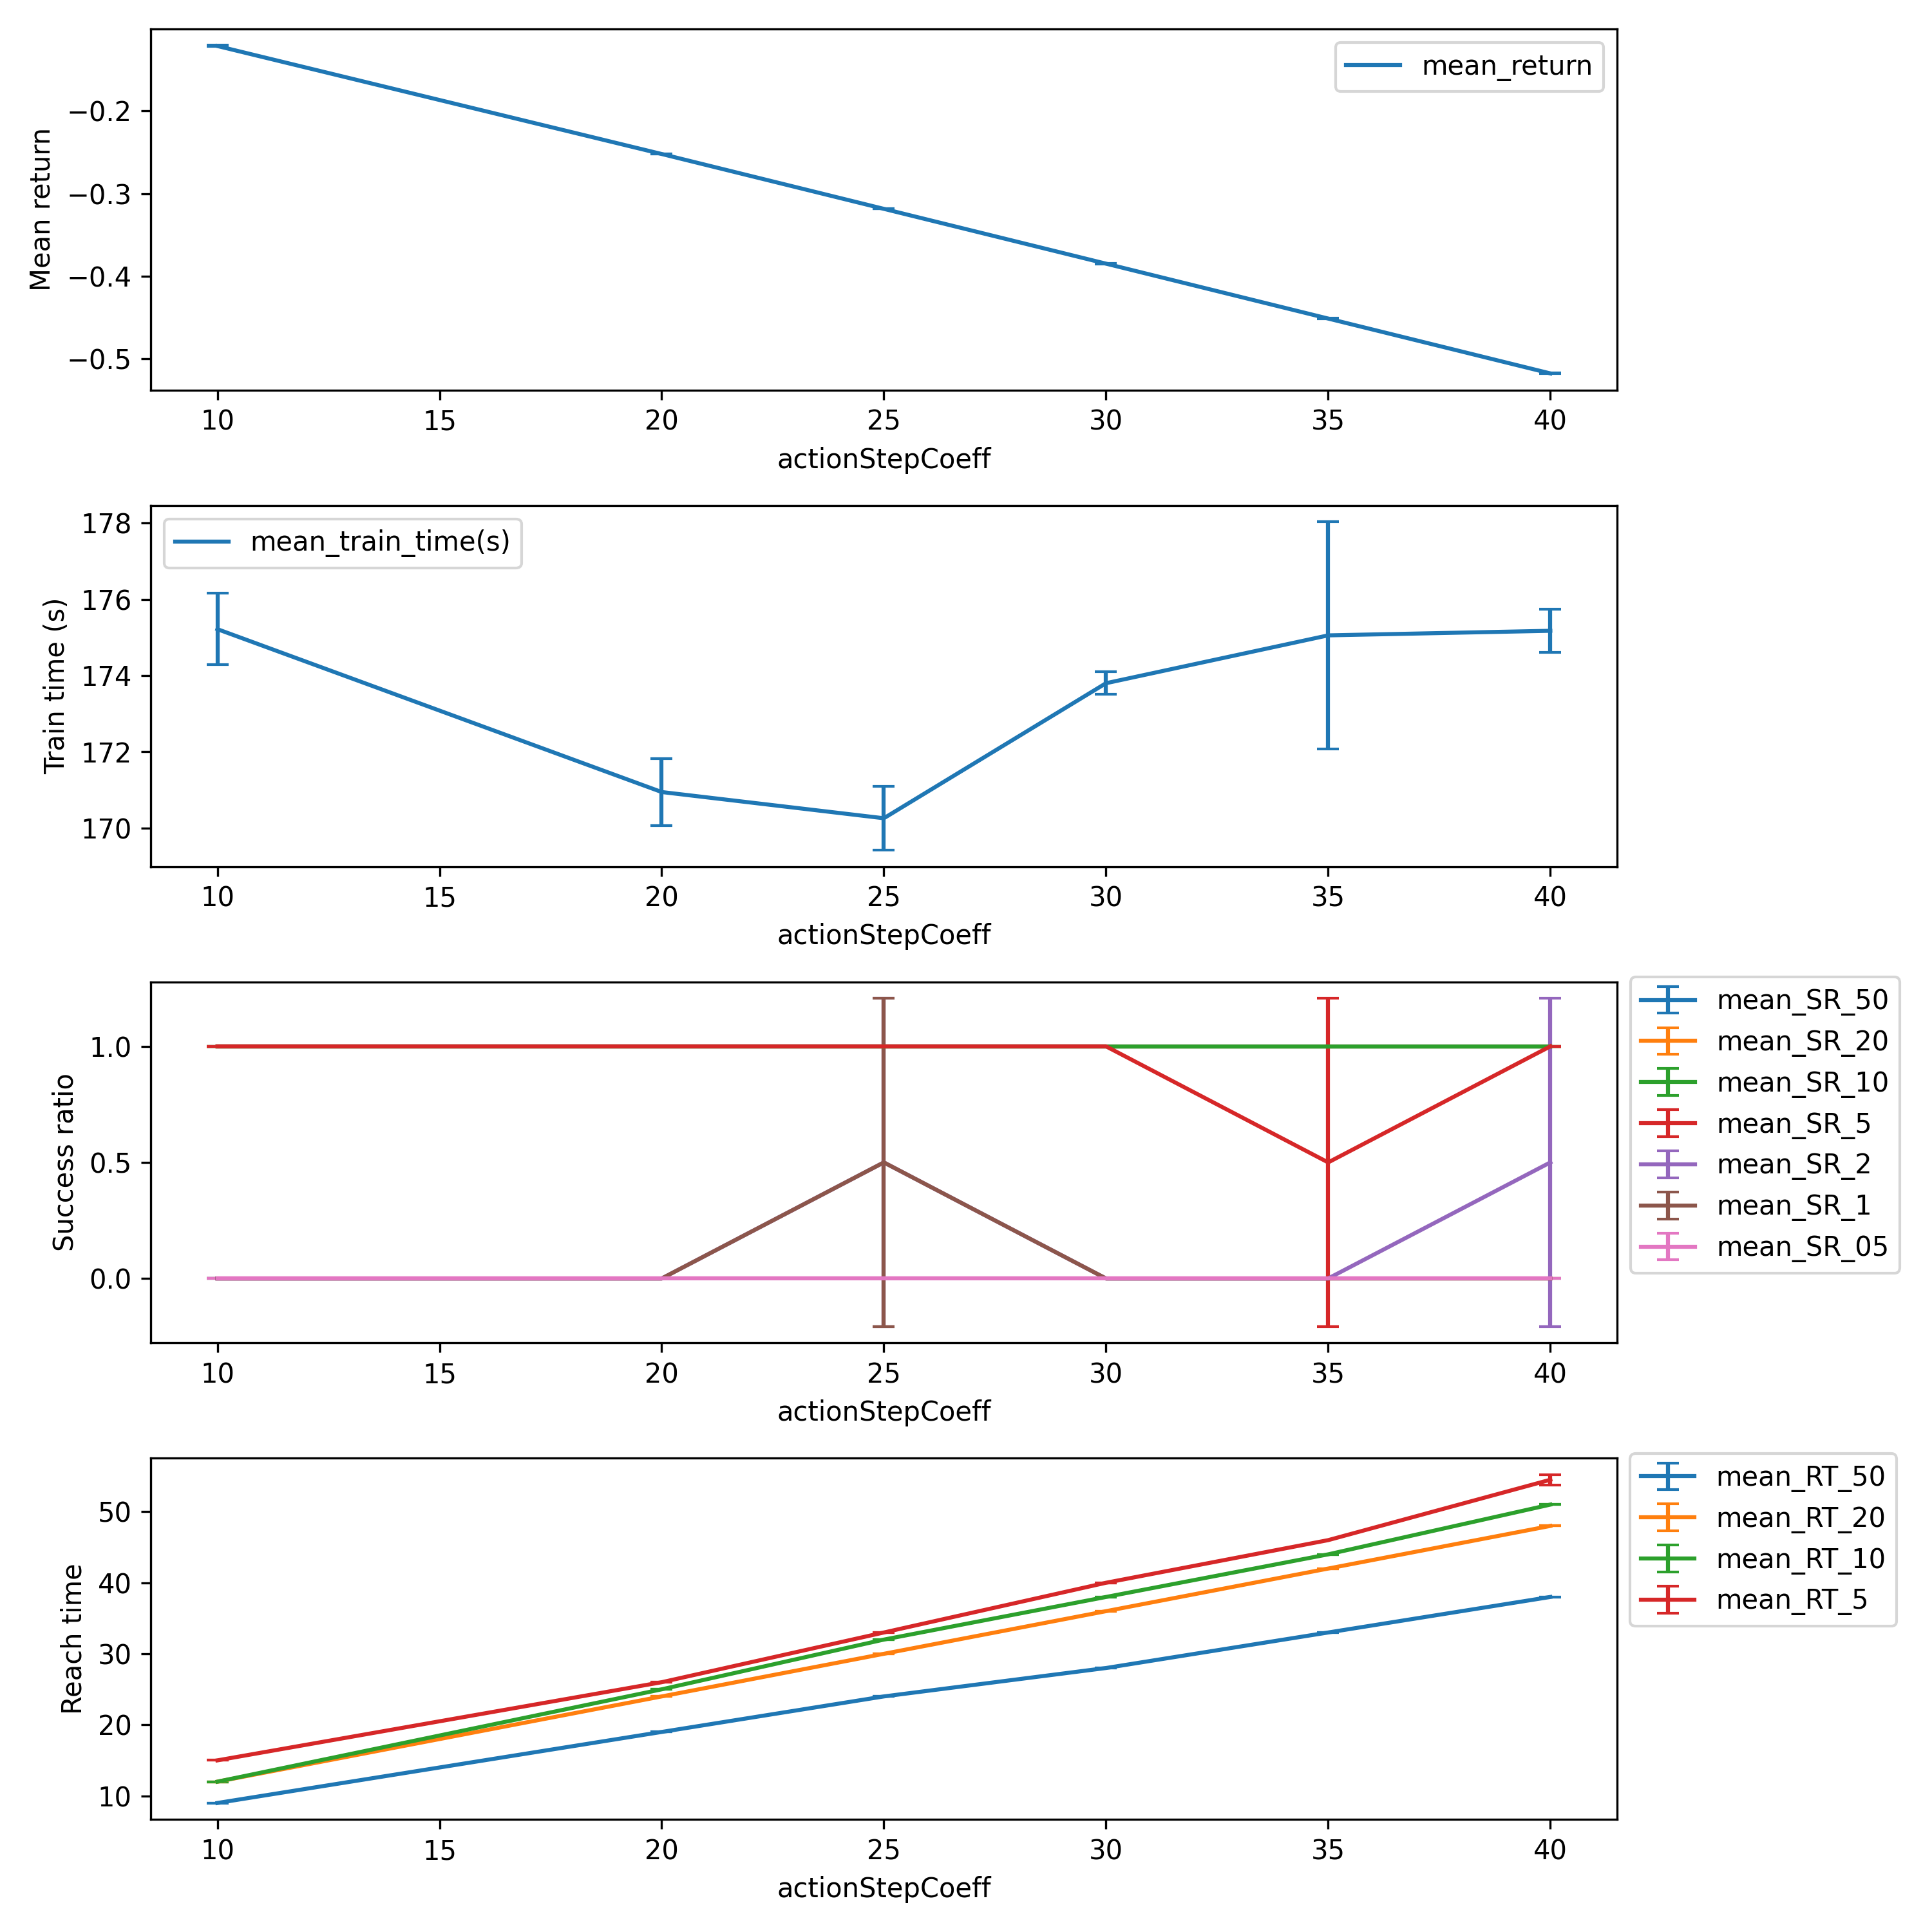 mean_return
−0.2
−0.3
−0.4
−0.5
Mean return
10 15 20 25 30 35 40
actionStepCoeff
mean_train_time(s)
178
176
174
172
170
Train time (s)
10 15 20 25 30 35 40
actionStepCoeff
1.0
0.5
0.0
Success ratio
10 15 20 25 30 35 40
actionStepCoeff
mean_SR_50
mean_SR_20
mean_SR_10
mean_SR_5
mean_SR_2
mean_SR_1
mean_SR_05
50
40
30
20
10
Reach time
10 15 20 25 30 35 40
actionStepCoeff
mean_RT_50
mean_RT_20
mean_RT_10
mean_RT_5